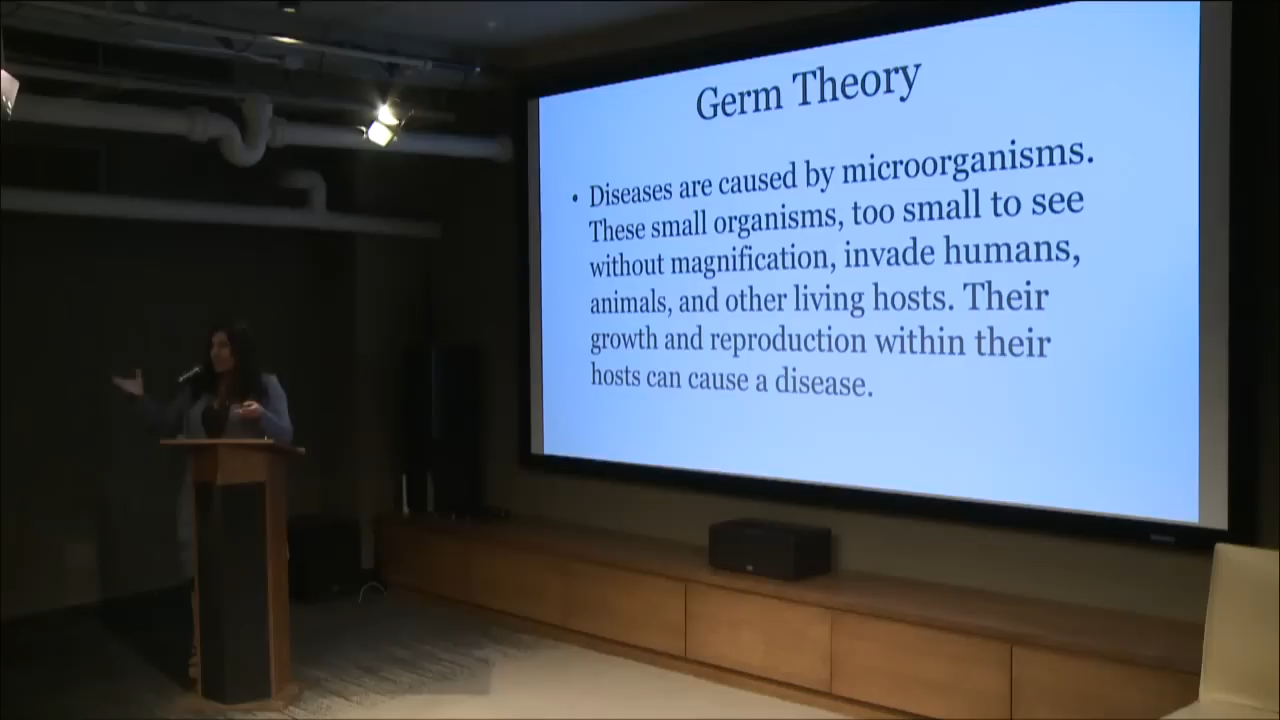 Germ Theory
• Diseases are caused by microorganisms.
These small organisms, too small to see
without magnification, invade humans,
animals, and other living hosts. Their
growth and reproduction within their
hosts can cause a disease.